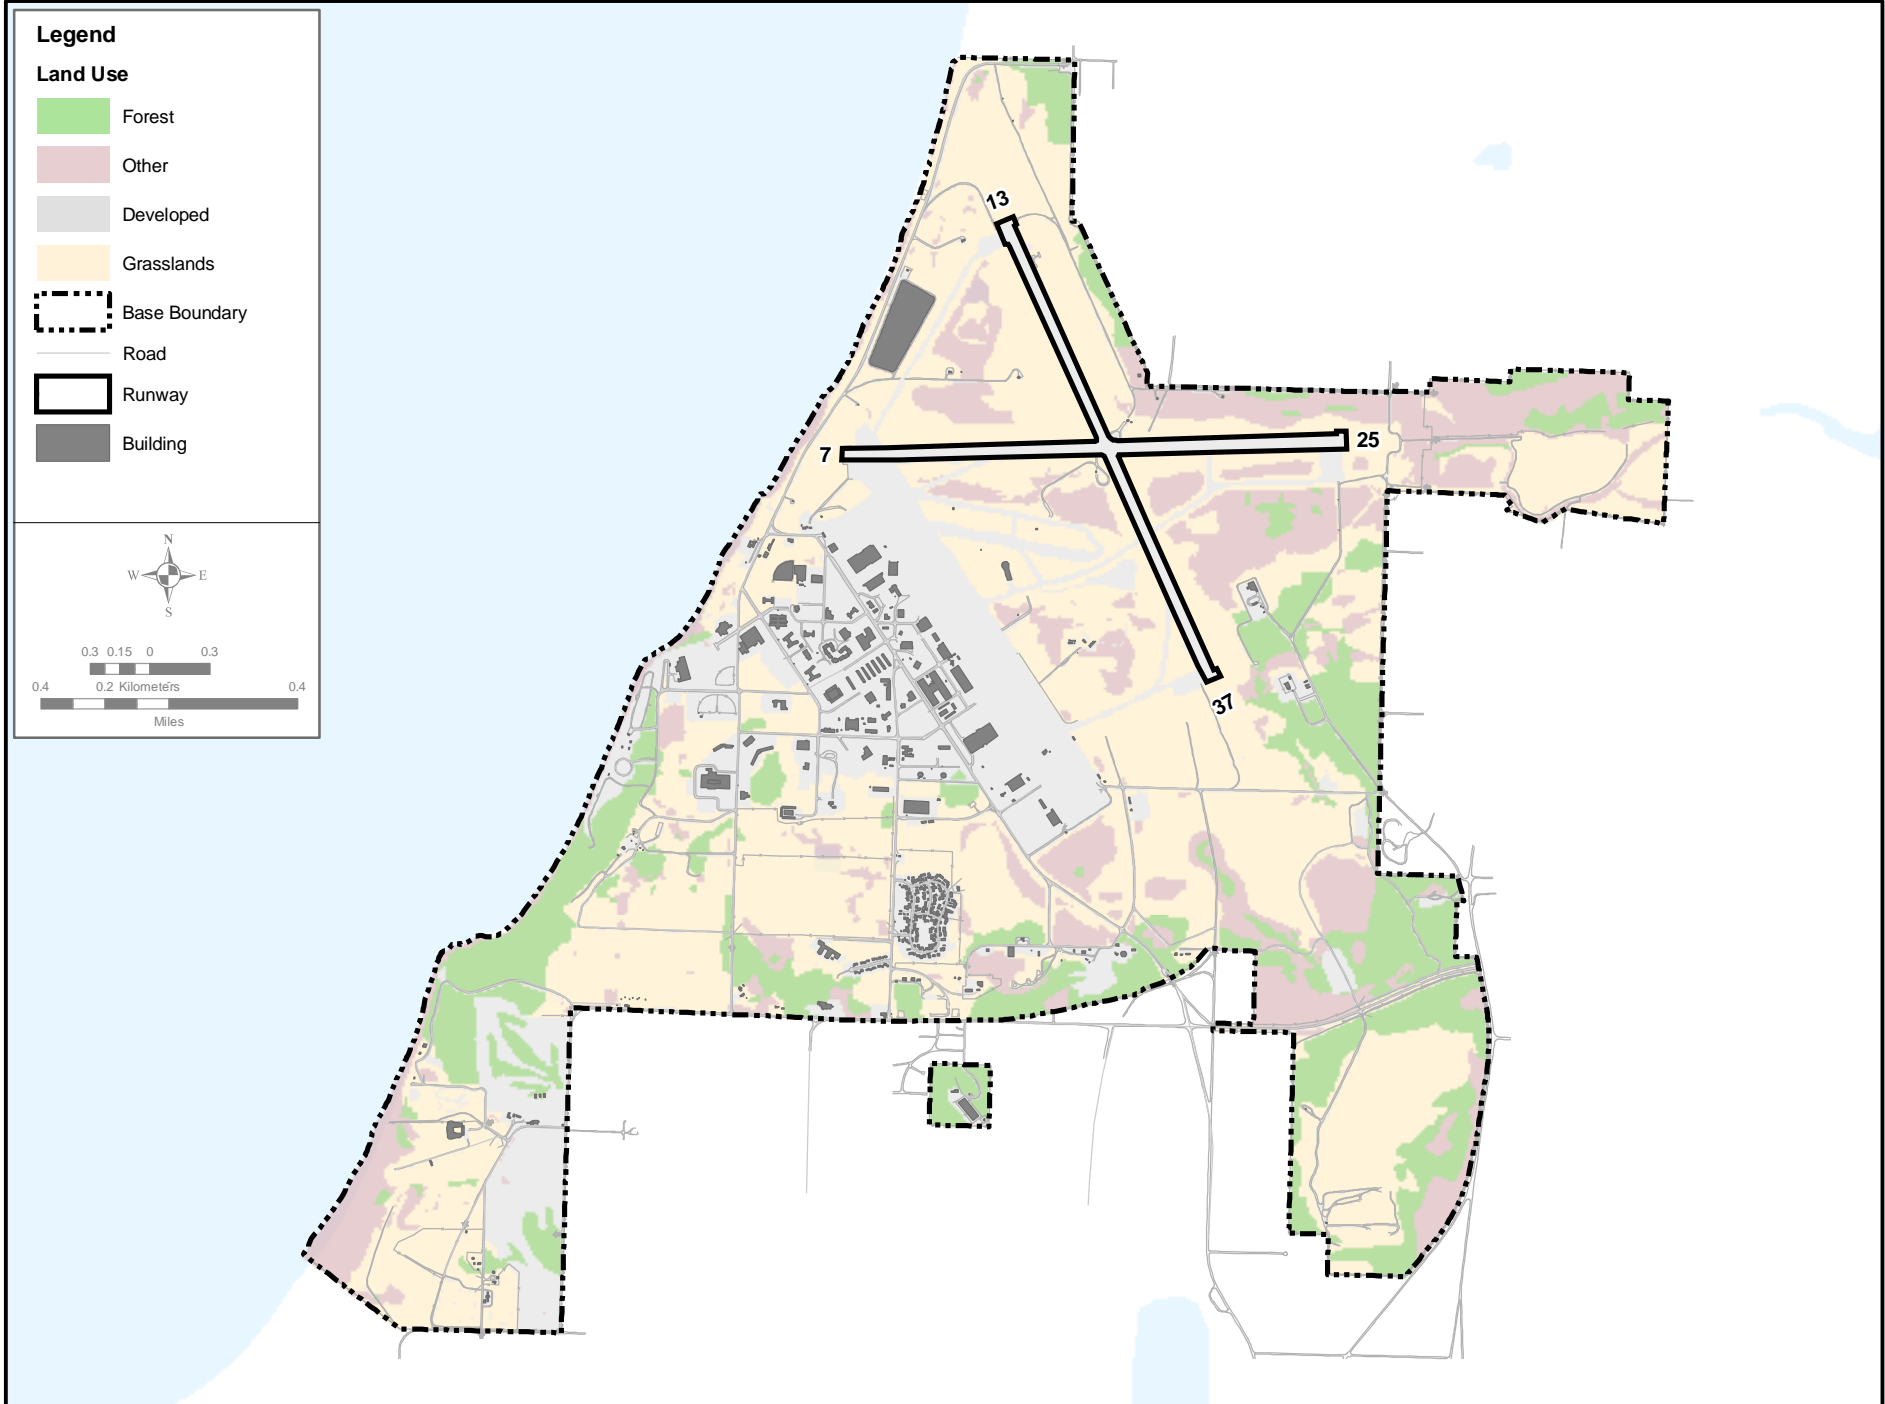 Legend
Land Use
Forest
Other
Developed
Grasslands
Base Boundary
Road
Runway
Building
N
W E
S
0.3 0.15 0 0.3
Kilometers
0.4 0.2 0.4
Miles
13
7
25
37